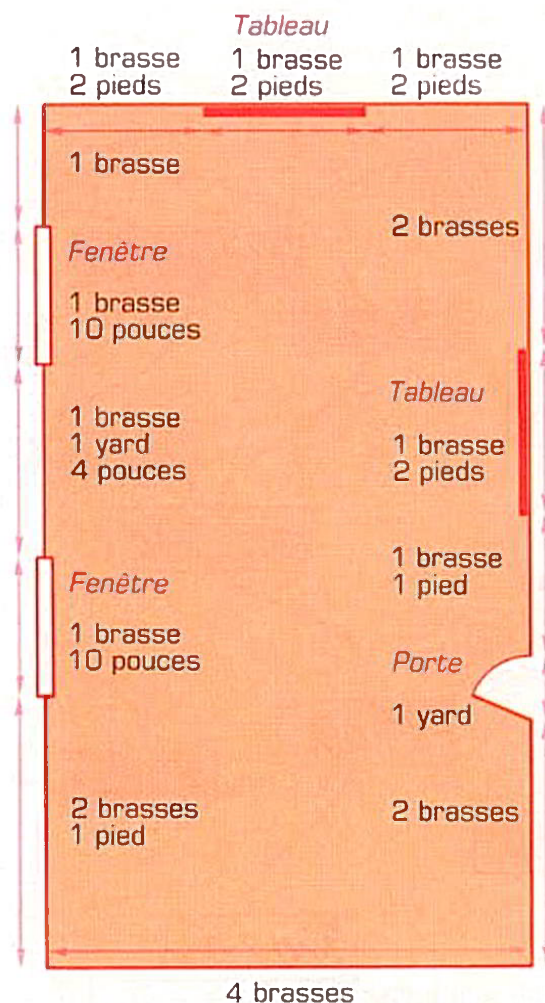 Tableau
1 brasse 1 brasse 1 brasse
2 pieds 2 pieds 2 pieds
1 brasse
2 brasses
Fenêtre
1 brasse
10 pouces
Tableau
1 brasse
1 yard
4 pouces
1 brasse
2 pieds
1 brasse
1 pied
Fenêtre
1 brasse
10 pouces
Porte
1 yard
2 brasses
1 pied
2 brasses
4 brasses